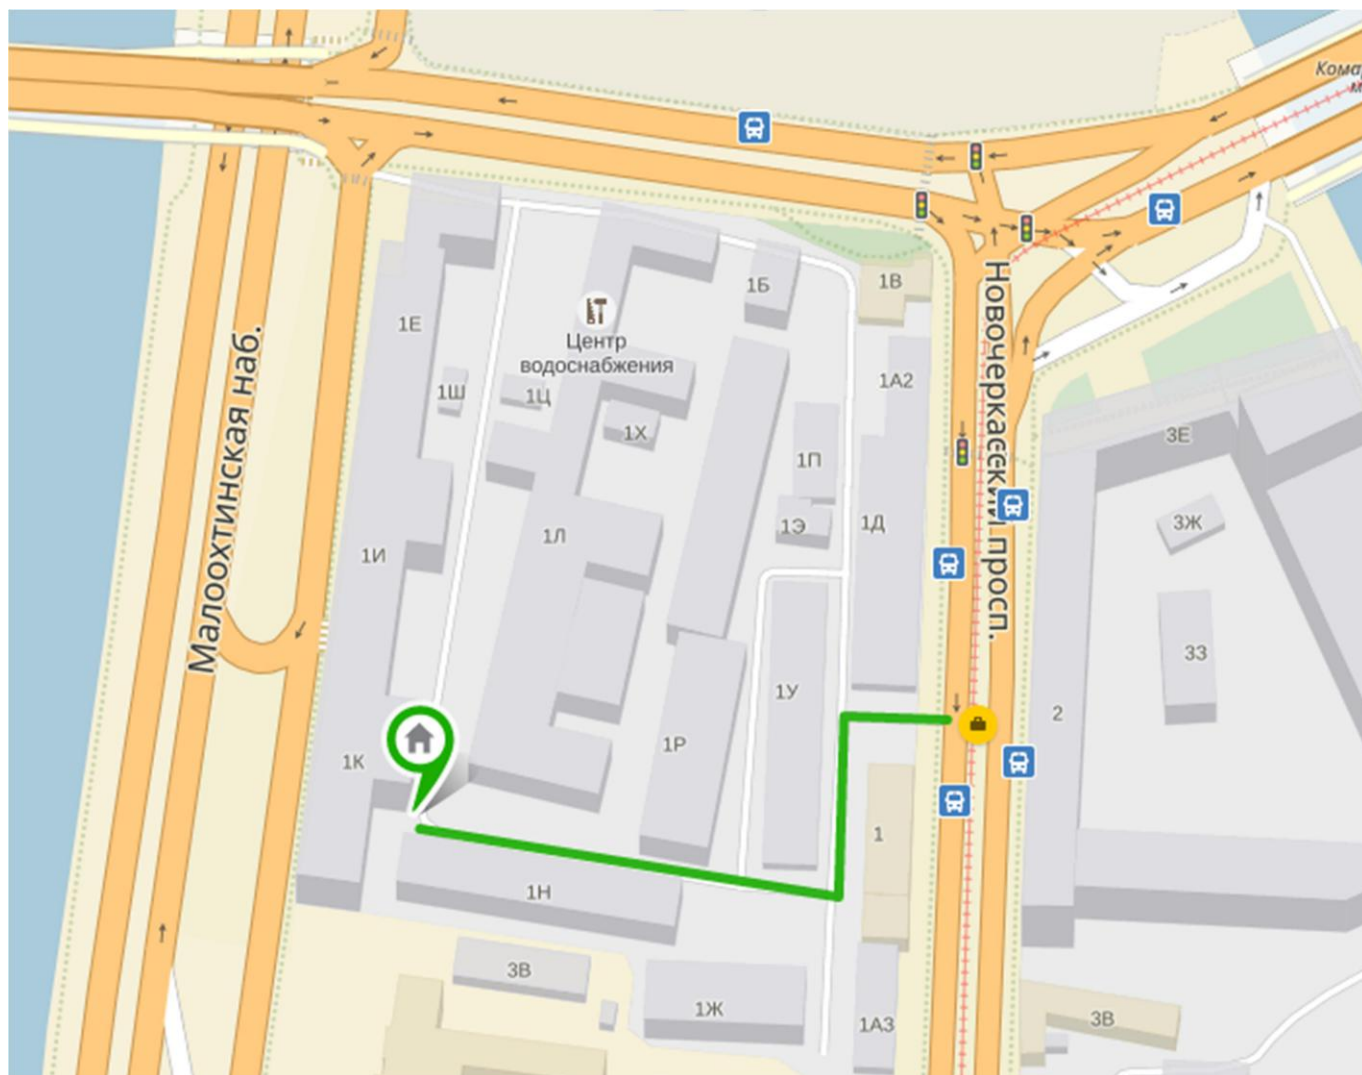 Кома
м
1Б
1В
1Е
Центр
водоснабжения
1Ш
1Ц
1А2
1Х
3Е
1П
1Э
1Д
3Ж
1Л
1И
Малоохтинская наб.
Новочеркасский просп.
33
1У
2
1Р
1К
1
1Н
3В
1Ж
1А3
3В